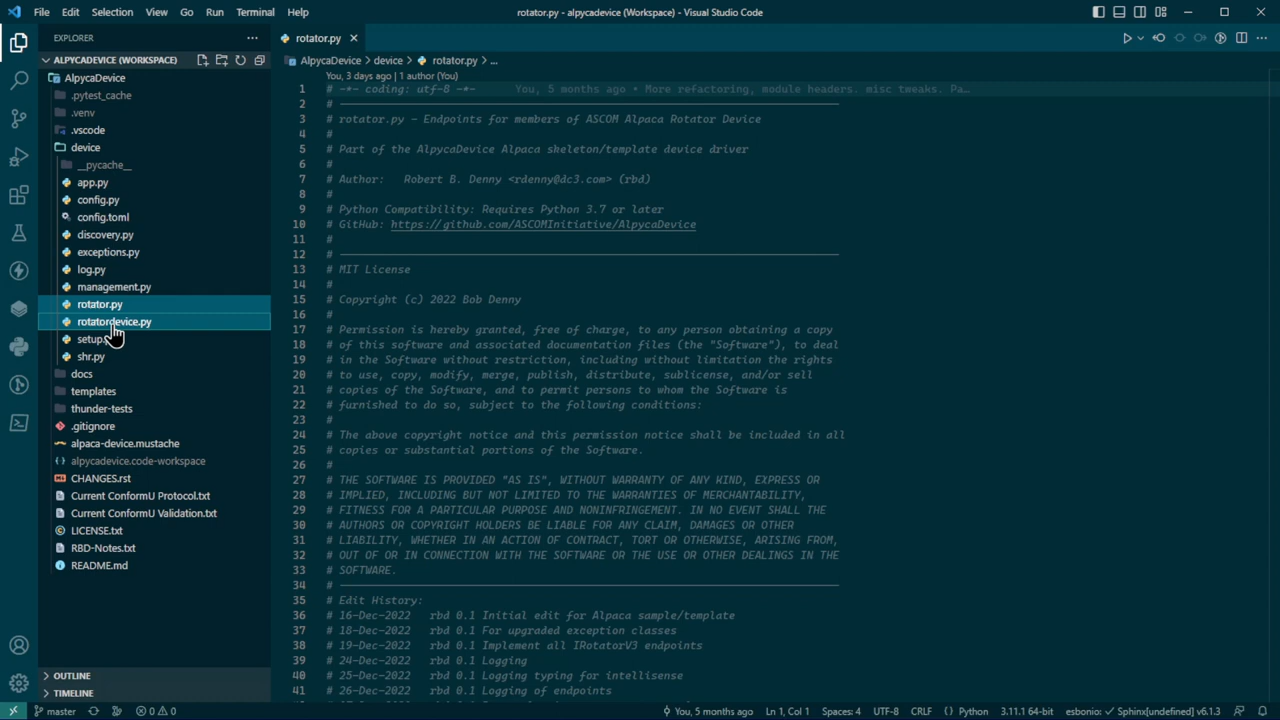 File Edit Selection View Go Run Terminal Help
rotator.py - alpycadevice (Workspace) - Visual Studio Code
EXPLORER
ALPYCADEVICE (WORKSPACE)
AlpycaDevice
.pytest_cache
.venv
.vscode
device
__pycache__
app.py
config.py
config.toml
discovery.py
exceptions.py
log.py
management.py
rotator.py
rotatordevice.py
setup.
shr.py
docs
templates
thunder-tests
.gitignore
alpaca-device.mustache
alpycadevice.code-workspace
CHANGES.rst
Current ConformU Protocol.txt
Current ConformU Validation.txt
LICENSE.txt
RBD-Notes.txt
README.md
OUTLINE
TIMELINE
rotator.py
AlpycaDevice > device > rotator.py > ...
You, 3 days ago | 1 author (You)
1 # -*- coding: utf-8 -*- You, 5 months ago • More refactoring, module headers. misc tweaks. Pa…
2 # ─────────────────────────────────
3 # rotator.py - Endpoints for members of ASCOM Alpaca Rotator Device
4 #
5 # Part of the AlpycaDevice Alpaca skeleton/template device driver
6 #
7 # Author: Robert B. Denny <rdenny@dc3.com> (rbd)
8 #
9 # Python Compatibility: Requires Python 3.7 or later
10 # GitHub: https://github.com/ASCOMInitiative/AlpycaDevice
11 #
12 # ─────────────────────────────────
13 # MIT License
14 #
15 # Copyright (c) 2022 Bob Denny
16 #
17 # Permission is hereby granted, free of charge, to any person obtaining a copy
18 # of this software and associated documentation files (the "Software"), to deal
19 # in the Software without restriction, including without limitation the rights
20 # to use, copy, modify, merge, publish, distribute, sublicense, and/or sell
21 # copies of the Software, and to permit persons to whom the Software is
22 # furnished to do so, subject to the following conditions:
23 #
24 # The above copyright notice and this permission notice shall be included in all
25 # copies or substantial portions of the Software.
26 #
27 # THE SOFTWARE IS PROVIDED "AS IS", WITHOUT WARRANTY OF ANY KIND, EXPRESS OR
28 # IMPLIED, INCLUDING BUT NOT LIMITED TO THE WARRANTIES OF MERCHANTABILITY,
29 # FITNESS FOR A PARTICULAR PURPOSE AND NONINFRINGEMENT. IN NO EVENT SHALL THE
30 # AUTHORS OR COPYRIGHT HOLDERS BE LIABLE FOR ANY CLAIM, DAMAGES OR OTHER
31 # LIABILITY, WHETHER IN AN ACTION OF CONTRACT, TORT OR OTHERWISE, ARISING FROM,
32 # OUT OF OR IN CONNECTION WITH THE SOFTWARE OR THE USE OR OTHER DEALINGS IN THE
33 # SOFTWARE.
34 # ─────────────────────────────────
35 # Edit History:
36 # 16-Dec-2022 rbd 0.1 Initial edit for Alpaca sample/template
37 # 18-Dec-2022 rbd 0.1 For upgraded exception classes
38 # 19-Dec-2022 rbd 0.1 Implement all IRotatorV3 endpoints
39 # 24-Dec-2022 rbd 0.1 Logging
40 # 25-Dec-2022 rbd 0.1 Logging typing for intellisense
41 # 26-Dec-2022 rbd 0.1 Logging of endpoints
master 0 0 You, 5 months ago Ln 1, Col 1 Spaces: 4 UTF-8 CRLF Python 3.11.1 64-bit esbonio: Sphinx[undefined] v6.1.3